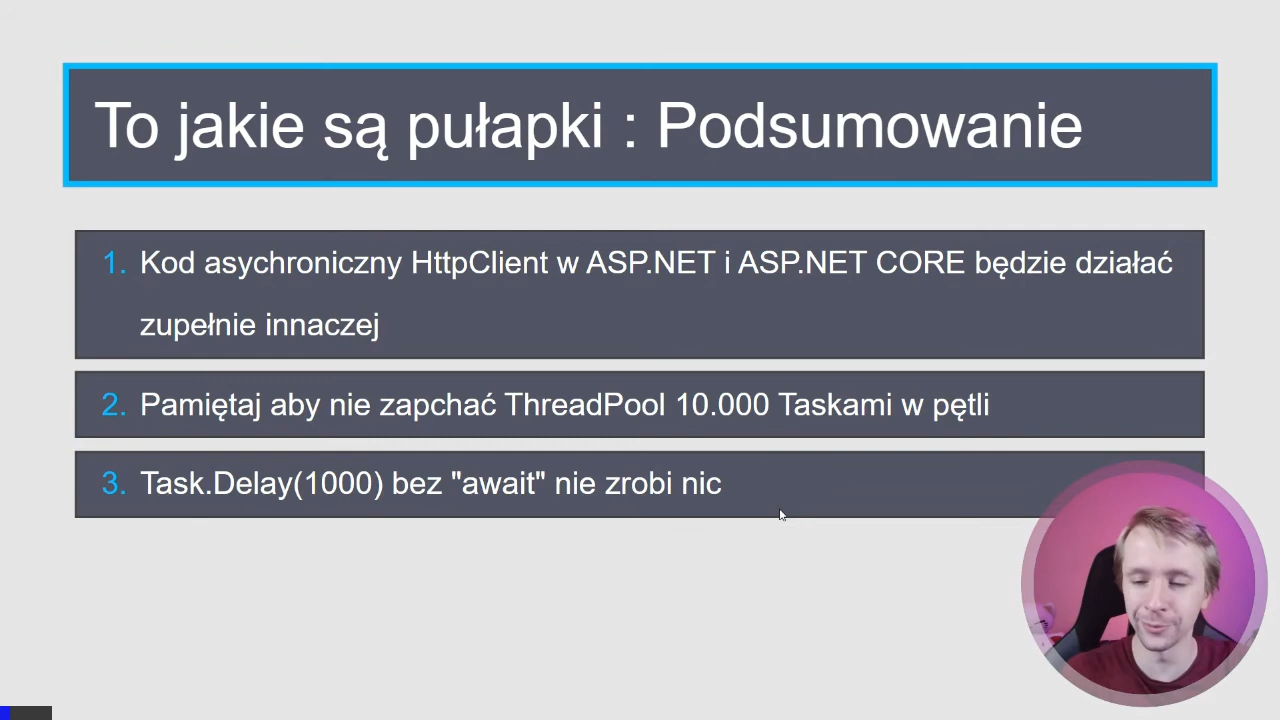 To jakie są pułapki : Podsumowanie
1. Kod asychroniczny HttpClient w ASP.NET i ASP.NET CORE będzie działać
zupełnie innaczej
2. Pamiętaj aby nie zapchać ThreadPool 10.000 Taskami w pętli
3. Task.Delay(1000) bez "await" nie zrobi nic